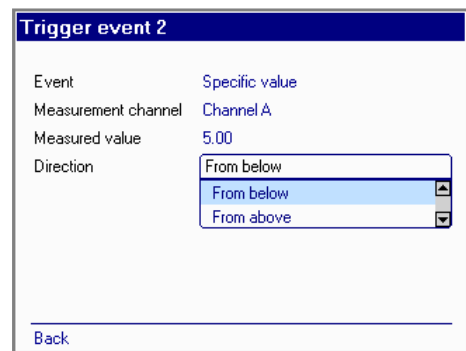 Trigger event 2
Event Specific value
Measurement channel Channel A
Measured value 5.00
Direction From below
From below
From above
Back